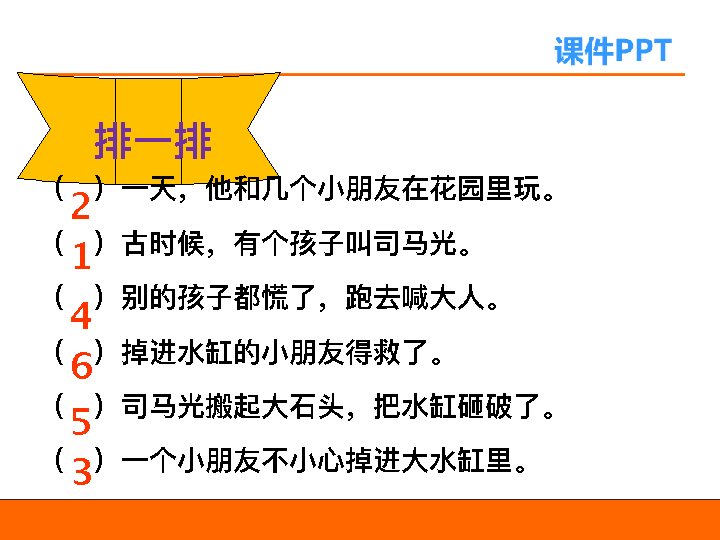 课件PPT
排一排
（2）一天，他和几个小朋友在花园里玩。
（1）古时候，有个孩子叫司马光。
（4）别的孩子都慌了，跑去喊大人。
（6）掉进水缸的小朋友得救了。
（5）司马光搬起大石头，把水缸砸破了。
（3）一个小朋友不小心掉进大水缸里。